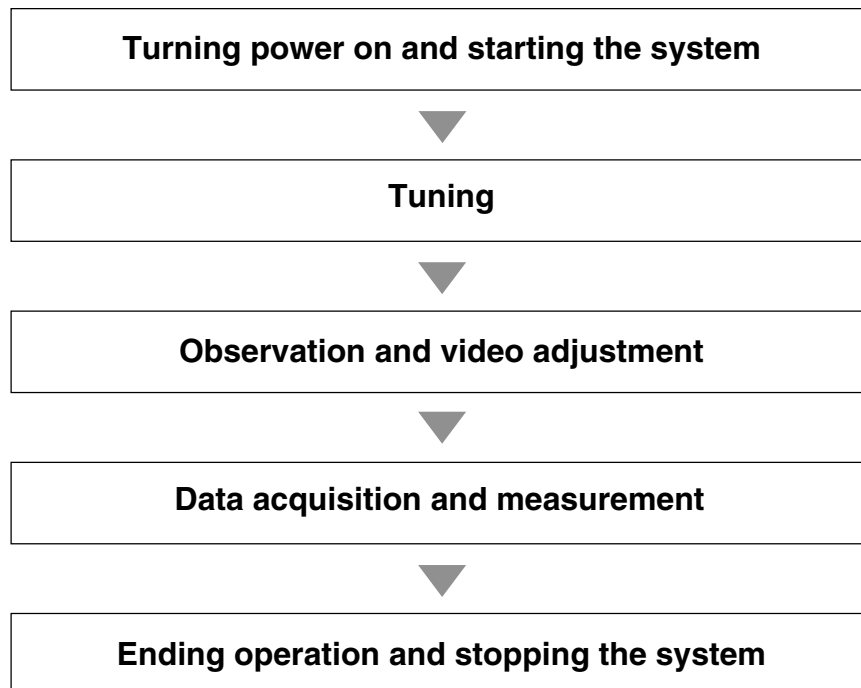 Turning power on and starting the system
Tuning
Observation and video adjustment
Data acquisition and measurement
Ending operation and stopping the system